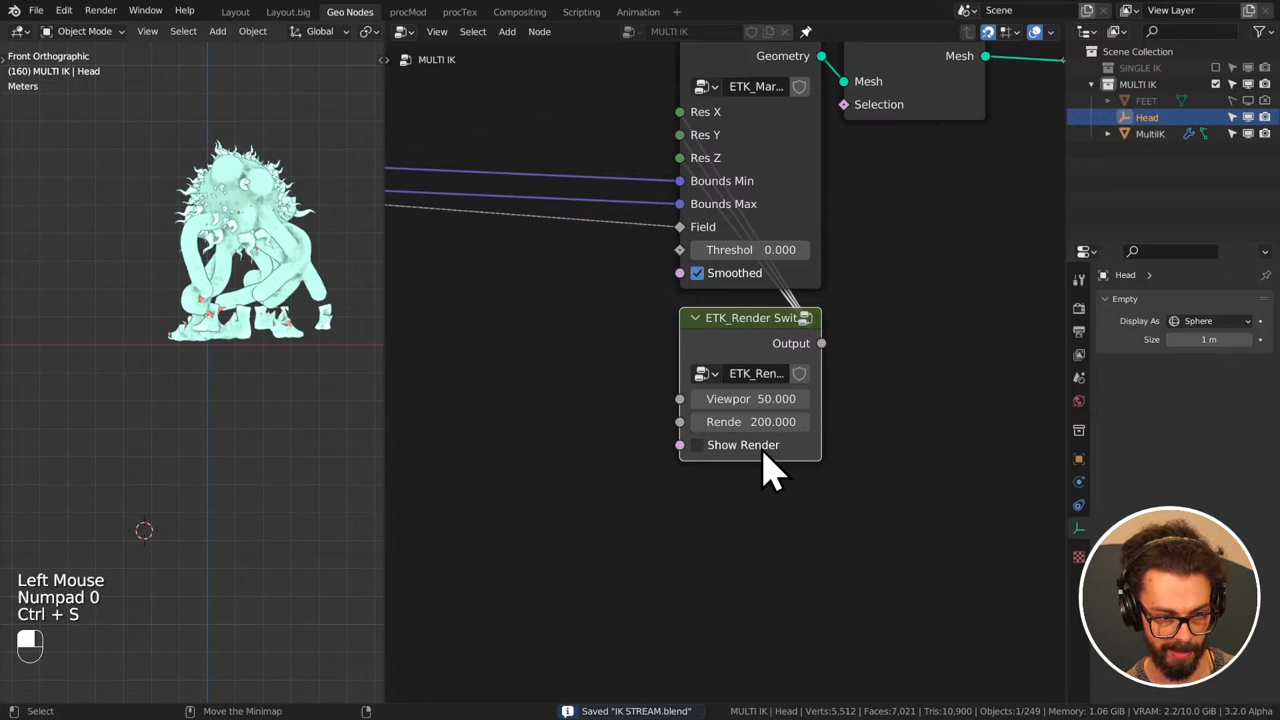 File Edit Render Window Help Layout Layout.big Geo Nodes procMod procTex Compositing Scripting Animation + Scene View Layer
Object Mode View Select Add Object Global View Select Add Node MULTI IK
Front Orthographic
(160) MULTI IK | Head
Meters
MULTI IK
Geometry
ETK_Mar...
Res X
Res Y
Res Z
Bounds Min
Bounds Max
Field
Threshol 0.000
Smoothed
Mesh
Mesh
Selection
ETK_Render Swit
Output
ETK_Ren...
Viewpor 50.000
Rende 200.000
Show Render
Scene Collection
SINGLE IK
MULTI IK
FEET
Head
MultiIK
Head
Empty
Display As Sphere
Size 1 m
Left Mouse
Numpad 0
Ctrl + S
Select Move the Minimap Saved "IK STREAM.blend" MULTI IK | Head | Verts:5,512 | Faces:7,021 | Tris:10,900 | Objects:1/249 | Memory: 1.06 GiB | VRAM: 2.2/10.0 GiB | 3.2.0 Alpha